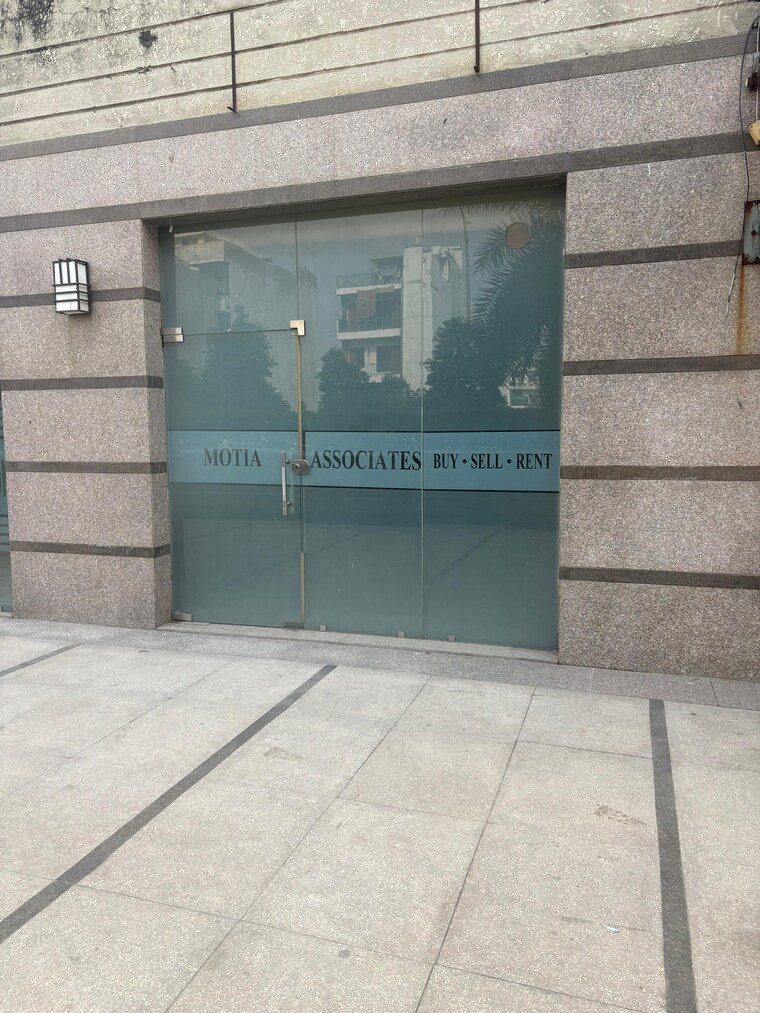 MOTIA ASSOCIATES BUY • SELL • RENT